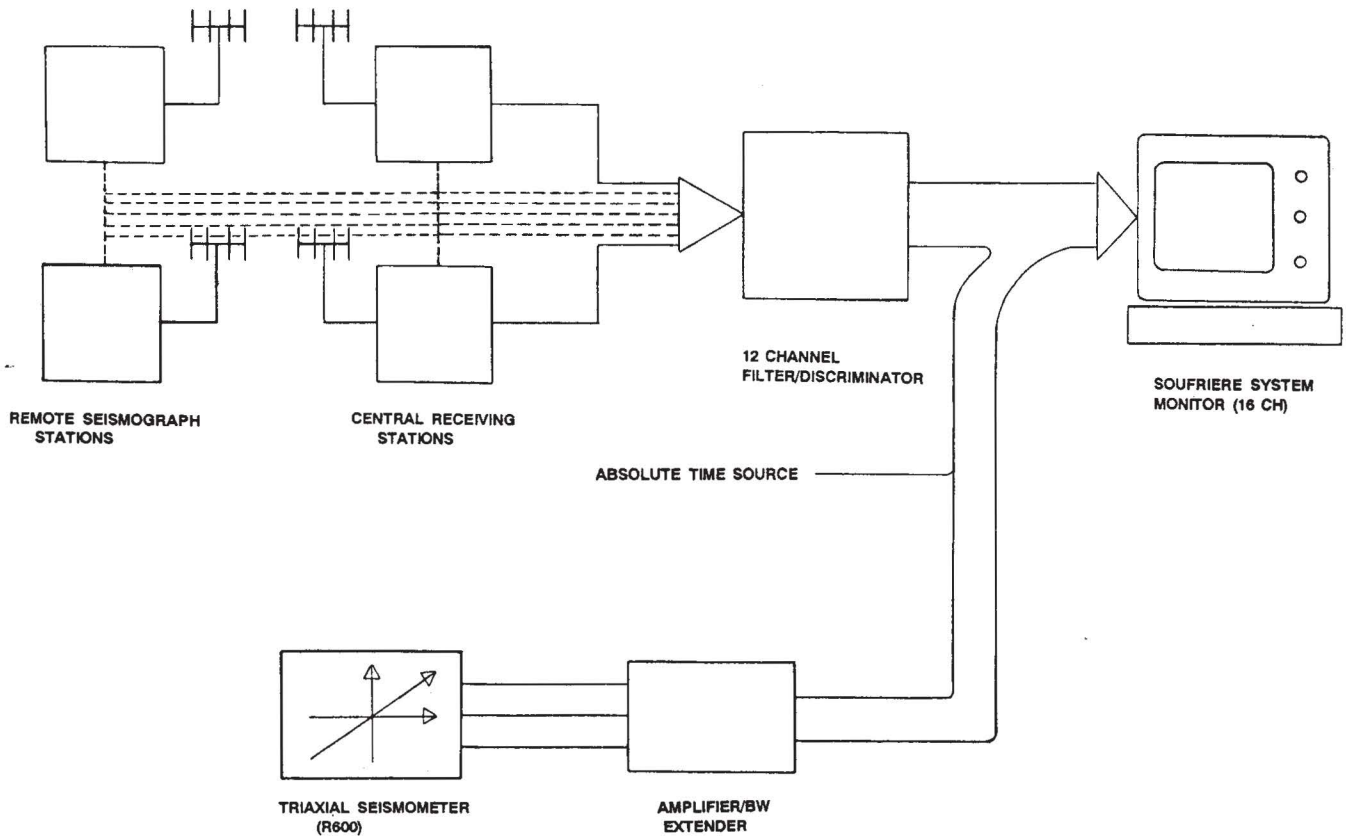 REMOTE SEISMOGRAPH
STATIONS
CENTRAL RECEIVING
STATIONS
12 CHANNEL
FILTER/DISCRIMINATOR
SOUFRIERE SYSTEM
MONITOR (16 CH)
ABSOLUTE TIME SOURCE
TRIAXIAL SEISMOMETER
(R600)
AMPLIFIER/BW
EXTENDER